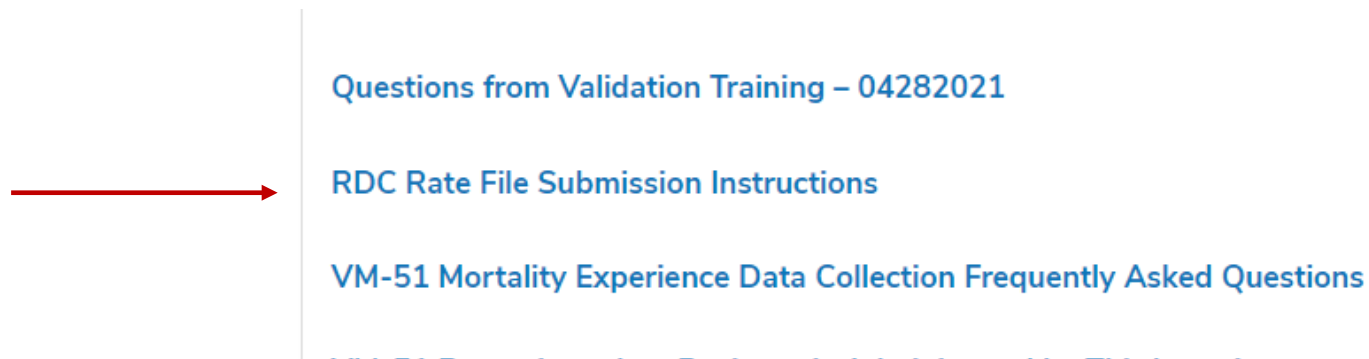 Questions from Validation Training – 04282021
RDC Rate File Submission Instructions
VM-51 Mortality Experience Data Collection Frequently Asked Questions